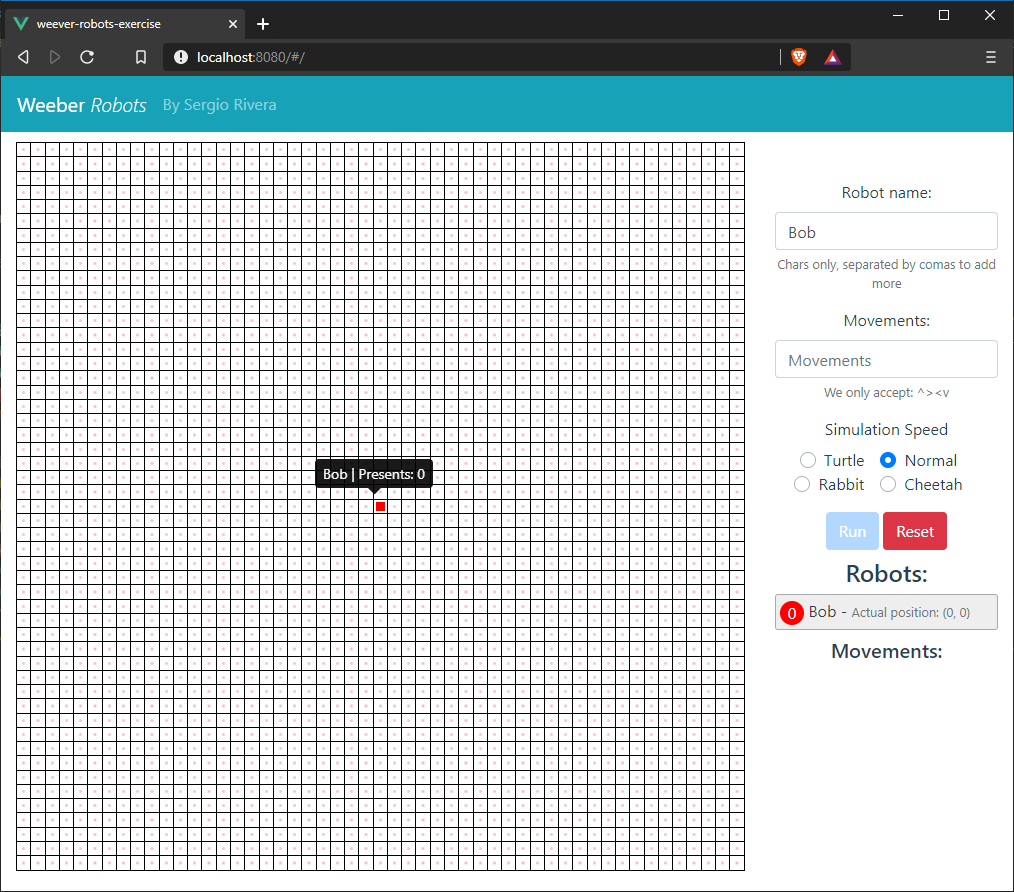 weever-robots-exercise
localhost:8080/#/
Weeber Robots By Sergio Rivera
Bob | Presents: 0
Robot name:
Bob
Chars only, separated by comas to add
more
Movements:
Movements
We only accept: ^><v
Simulation Speed
Turtle Normal
Rabbit Cheetah
Run Reset
Robots:
0 Bob - Actual position: (0, 0)
Movements: